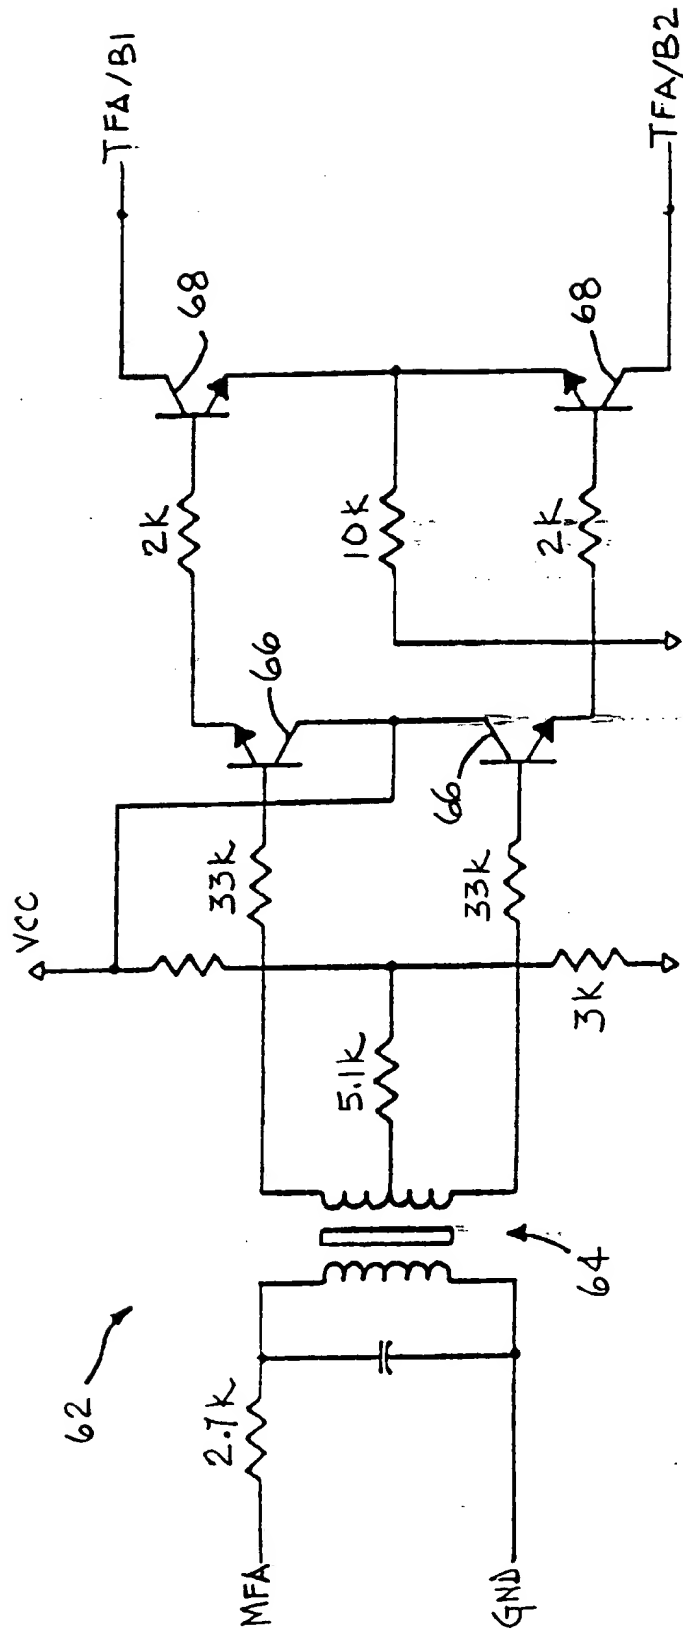 62
MFA
2.7K
GND
64
5.1K
VCC
3K
33K
33K
66
66
2K
10K
2K
68
68
TFA/B1
TFA/B2